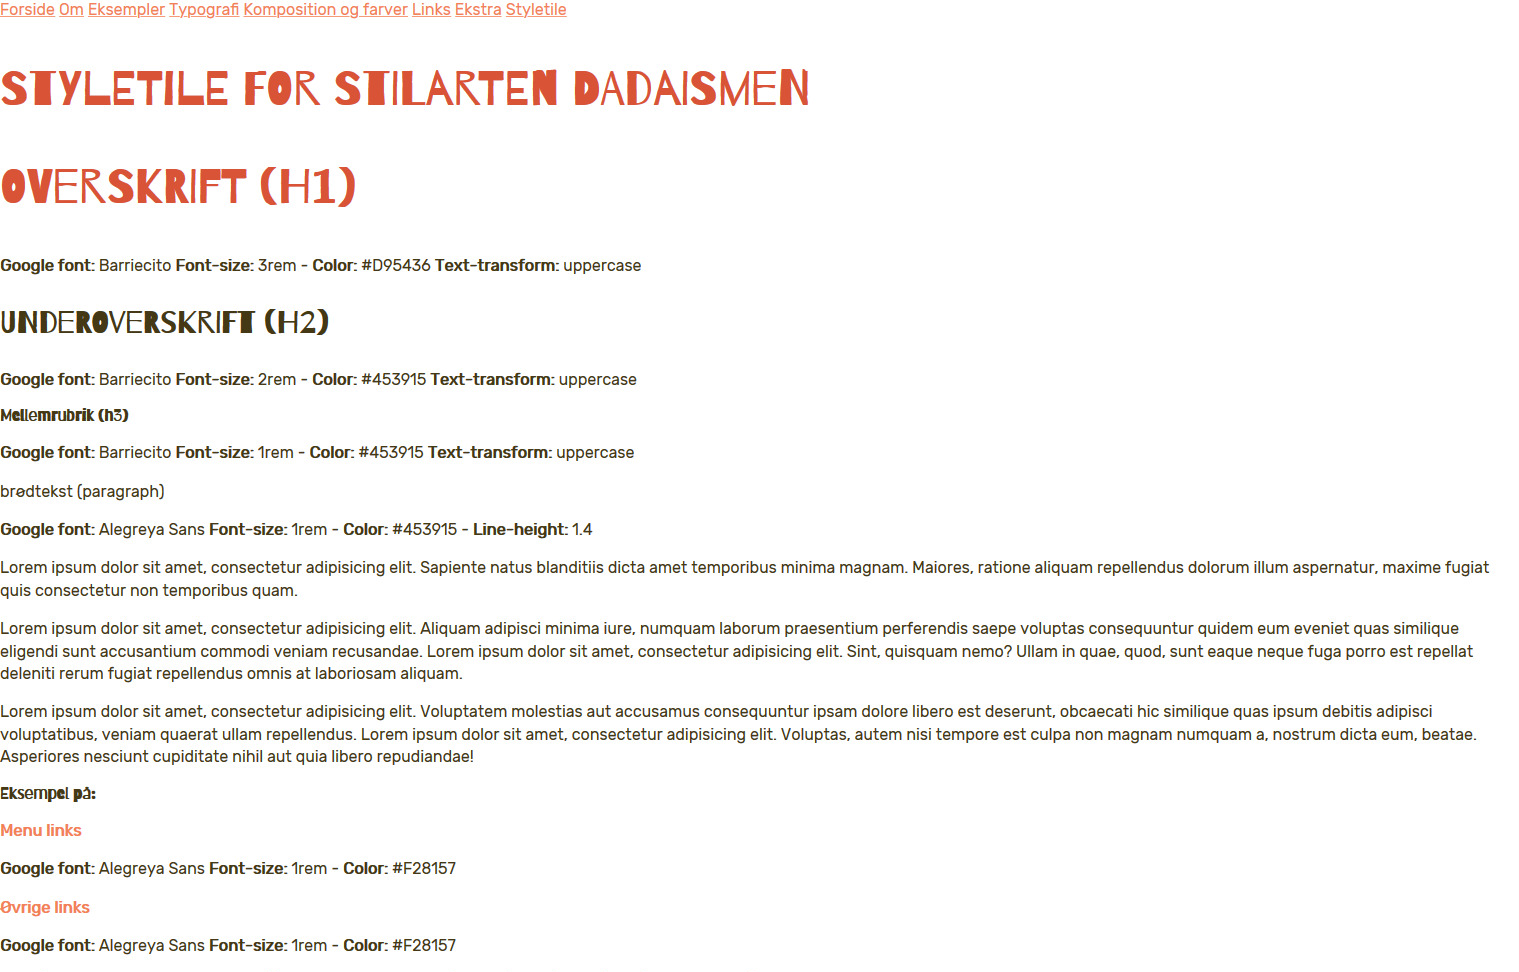 Forside Om Eksempler Typografi Komposition og farver Links Ekstra Styletile
STYLETILE FOR STILARTEN DADAISMEN
OVERSKRIFT (H1)
Google font: Barriecito Font-size: 3rem - Color: #D95436 Text-transform: uppercase
UNDEROVERSKRIFT (H2)
Google font: Barriecito Font-size: 2rem - Color: #453915 Text-transform: uppercase
Mellemrubrik (h3)
Google font: Barriecito Font-size: 1rem - Color: #453915 Text-transform: uppercase
brødtekst (paragraph)
Google font: Alegreya Sans Font-size: 1rem - Color: #453915 - Line-height: 1.4
Lorem ipsum dolor sit amet, consectetur adipisicing elit. Sapiente natus blanditiis dicta amet temporibus minima magnam. Maiores, ratione aliquam repellendus dolorum illum aspernatur, maxime fugiat
quis consectetur non temporibus quam.
Lorem ipsum dolor sit amet, consectetur adipisicing elit. Aliquam adipisci minima iure, numquam laborum praesentium perferendis saepe voluptas consequuntur quidem eum eveniet quas similique
eligendi sunt accusantium commodi veniam recusandae. Lorem ipsum dolor sit amet, consectetur adipisicing elit. Sint, quisquam nemo? Ullam in quae, quod, sunt eaque neque fuga porro est repellat
deleniti rerum fugiat repellendus omnis at laboriosam aliquam.
Lorem ipsum dolor sit amet, consectetur adipisicing elit. Voluptatem molestias aut accusamus consequuntur ipsam dolore libero est deserunt, obcaecati hic similique quas ipsum debitis adipisci
voluptatibus, veniam quaerat ullam repellendus. Lorem ipsum dolor sit amet, consectetur adipisicing elit. Voluptas, autem nisi tempore est culpa non magnam numquam a, nostrum dicta eum, beatae.
Asperiores nesciunt cupiditate nihil aut quia libero repudiandae!
Eksempel på:
Menu links
Google font: Alegreya Sans Font-size: 1rem - Color: #F28157
Øvrige links
Google font: Alegreya Sans Font-size: 1rem - Color: #F28157